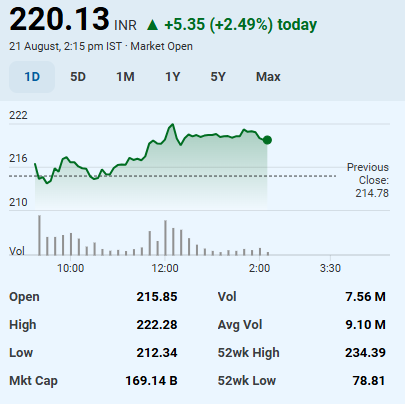 220.13 INR ▲ +5.35 (+2.49%) today
21 August, 2:15 pm IST · Market Open
1D 5D 1M 1Y 5Y Max
222
216
210
Previous
Close:
214.78
Vol
10:00 12:00 2:00 3:30
Open 215.85 Vol 7.56 M
High 222.28 Avg Vol 9.10 M
Low 212.34 52wk High 234.39
Mkt Cap 169.14 B 52wk Low 78.81